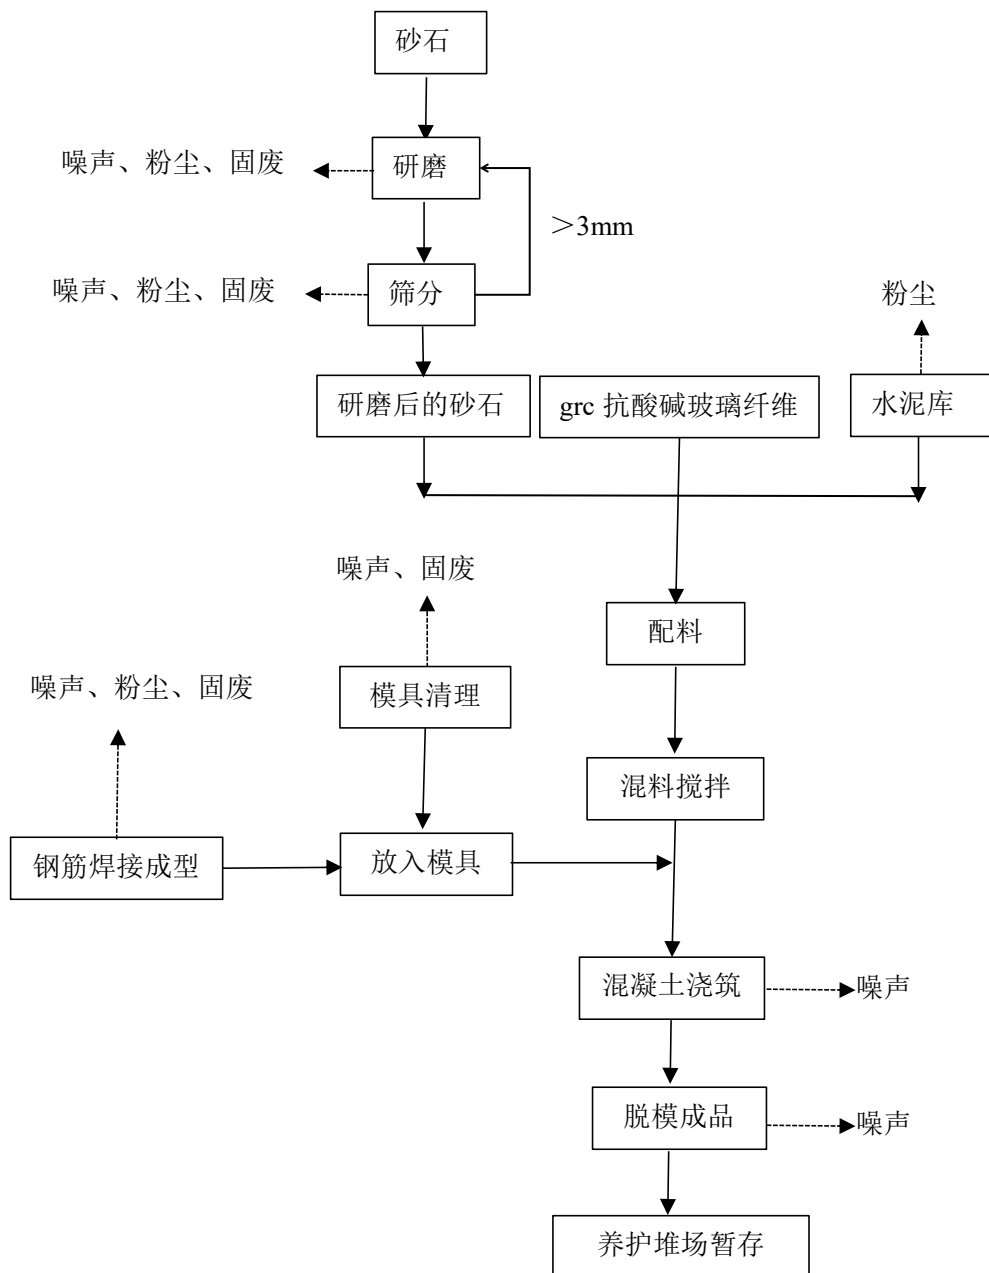 砂石
噪声、粉尘、固废
研磨
＞3mm
噪声、粉尘、固废
筛分
粉尘
研磨后的砂石
grc 抗酸碱玻璃纤维
水泥库
噪声、固废
配料
噪声、粉尘、固废
模具清理
混料搅拌
钢筋焊接成型
放入模具
混凝土浇筑
噪声
脱模成品
噪声
养护堆场暂存